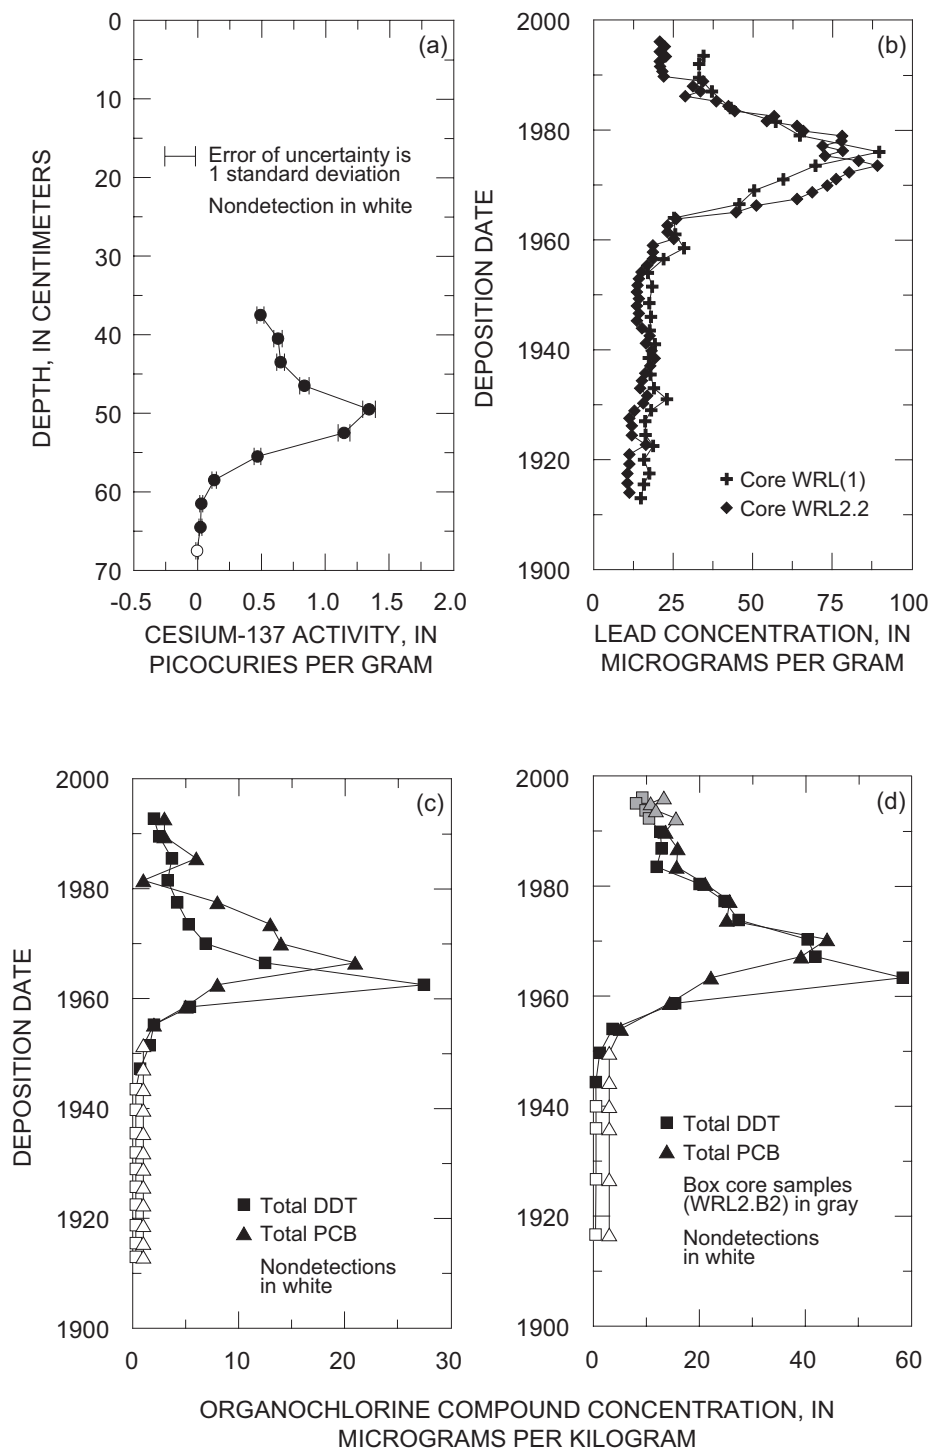 (a)
0
10
20
30
40
50
60
70
DEPTH, IN CENTIMETERS
Error of uncertainty is
1 standard deviation
Nondetection in white
-0.5 0 0.5 1.0 1.5 2.0
CESIUM-137 ACTIVITY, IN
PICOCURIES PER GRAM
(b)
2000
1980
1960
1940
1920
1900
DEPOSITION DATE
Core WRL(1)
Core WRL2.2
0 25 50 75 100
LEAD CONCENTRATION, IN
MICROGRAMS PER GRAM
(c)
2000
1980
1960
1940
1920
1900
DEPOSITION DATE
Total DDT
Total PCB
Nondetections
in white
0 10 20 30
(d)
2000
1980
1960
1940
1920
1900
Total DDT
Total PCB
Box core samples
(WRL2.B2) in gray
Nondetections
in white
0 20 40 60
ORGANOCHLORINE COMPOUND CONCENTRATION, IN
MICROGRAMS PER KILOGRAM